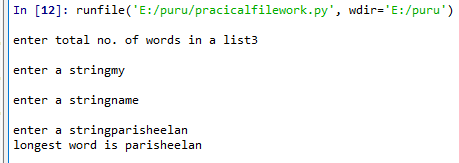 In [12]: runfile('E:/puru/pracicalfilework.py', wdir='E:/puru')
enter total no. of words in a list3
enter a stringmy
enter a stringname
enter a stringparisheelan
longest word is parisheelan